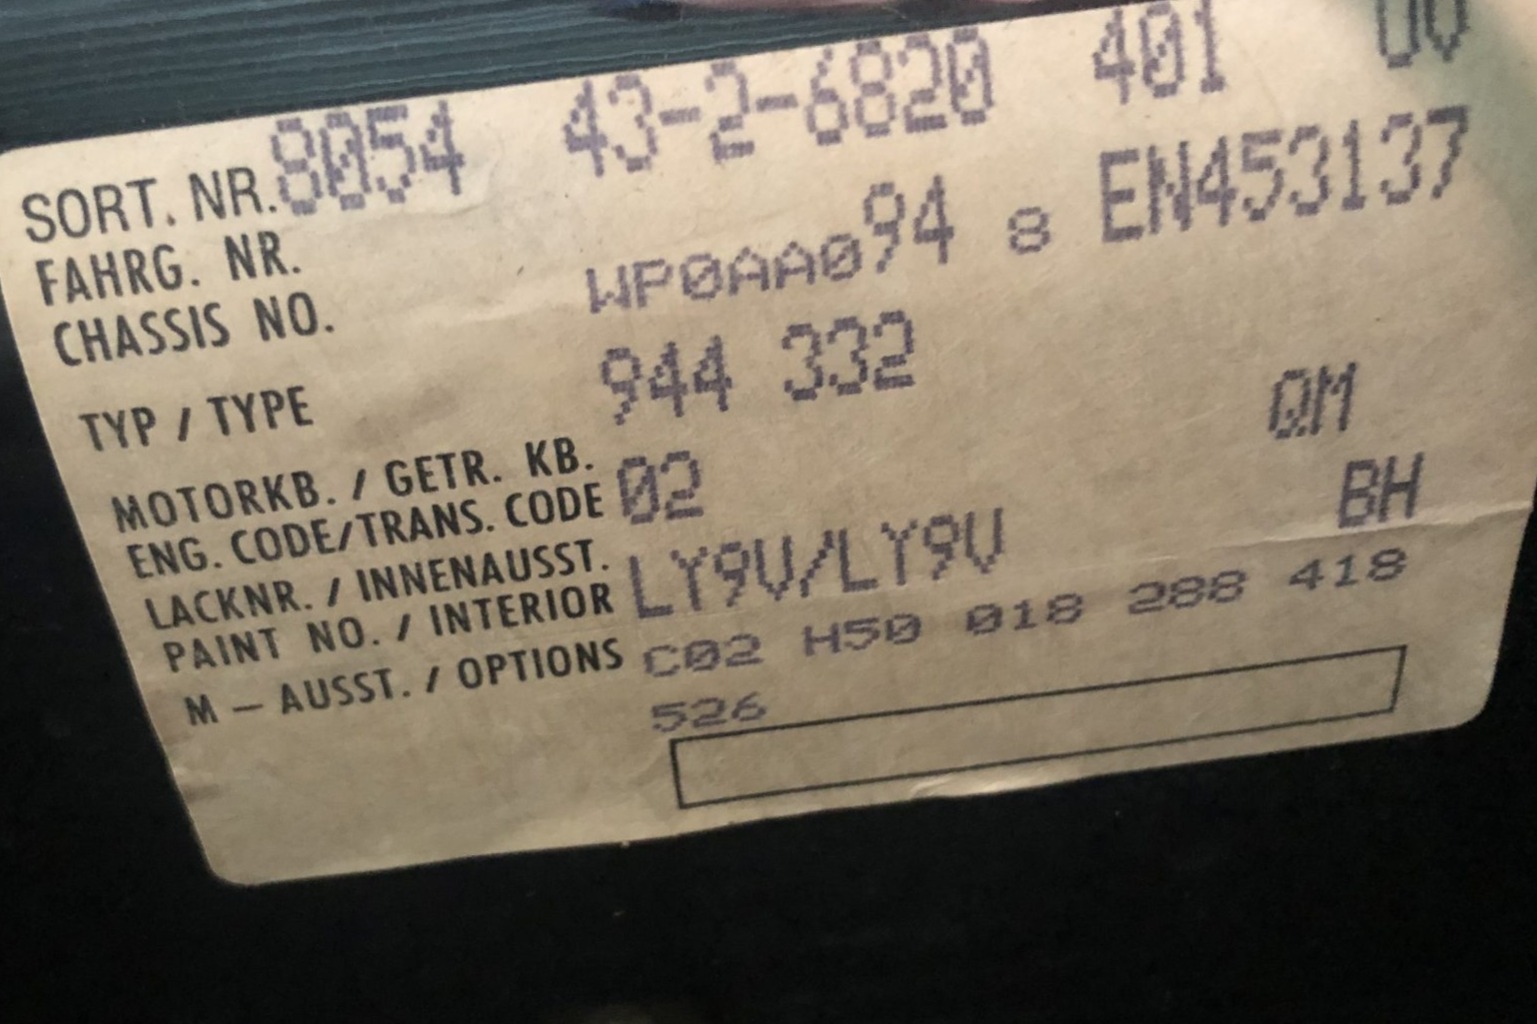 SORT. NR. 8054 43-2-6820 401 UV
FAHRG. NR.
CHASSIS NO. WP0AA094 8 EN453137
TYP / TYPE 944 332
MOTORKB. / GETR. KB.
ENG. CODE/TRANS. CODE 02 QM
LACKNR. / INNENAUSST.
PAINT NO. / INTERIOR LY9V/LY9V BH
M – AUSST. / OPTIONS C02 H50 018 288 418
526